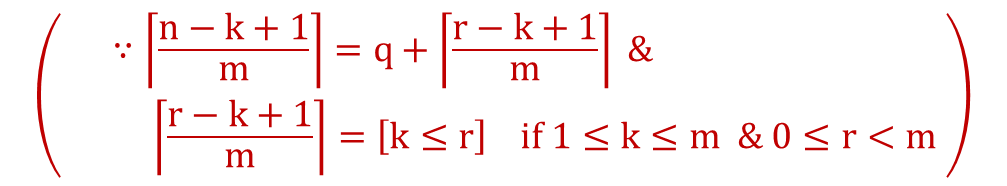 ( ∵ ⌈(n − k + 1)/m⌉ = q + ⌈(r − k + 1)/m⌉ &
⌈(r − k + 1)/m⌉ = [k ≤ r] if 1 ≤ k ≤ m & 0 ≤ r < m )